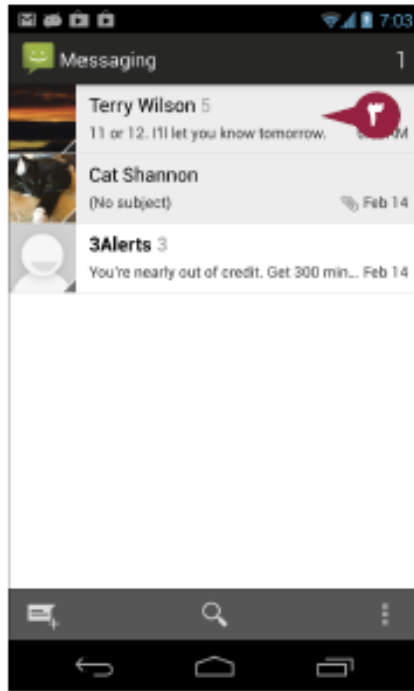 7:03
Messaging 1
Terry Wilson 5
11 or 12. I'll let you know tomorrow. AM
٣
Cat Shannon
(No subject) Feb 14
3Alerts 3
You're nearly out of credit. Get 300 min... Feb 14